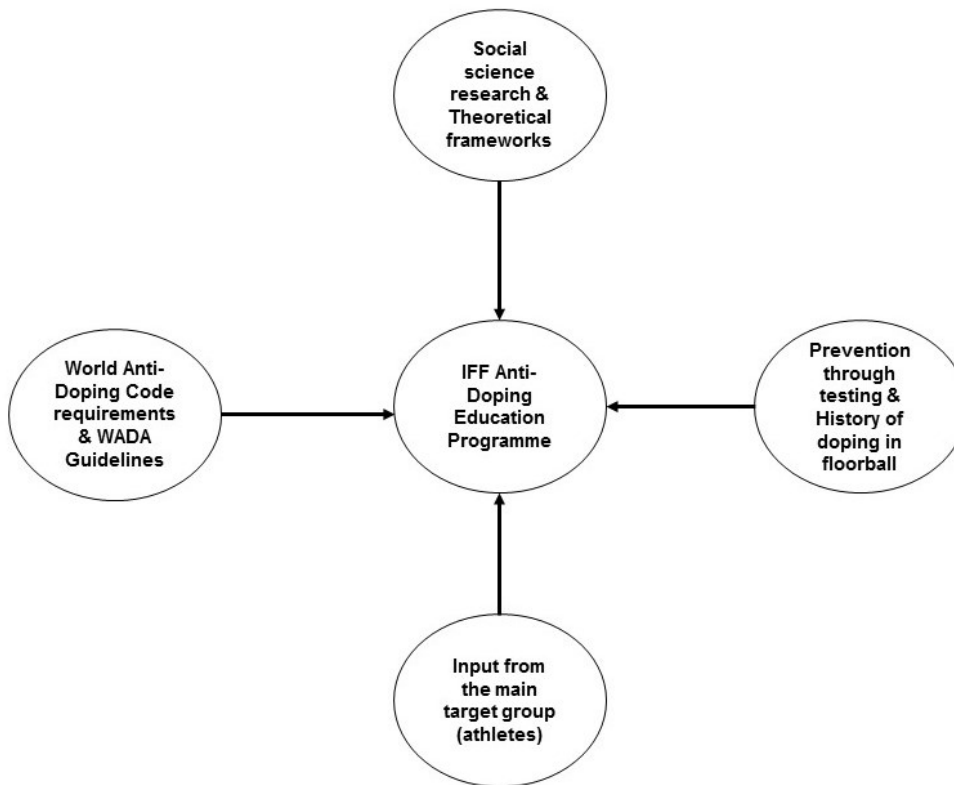 Social
science
research &
Theoretical
frameworks
World Anti-
Doping Code
requirements
& WADA
Guidelines
IFF Anti-
Doping
Education
Programme
Prevention
through
testing &
History of
doping in
floorball
Input from
the main
target group
(athletes)